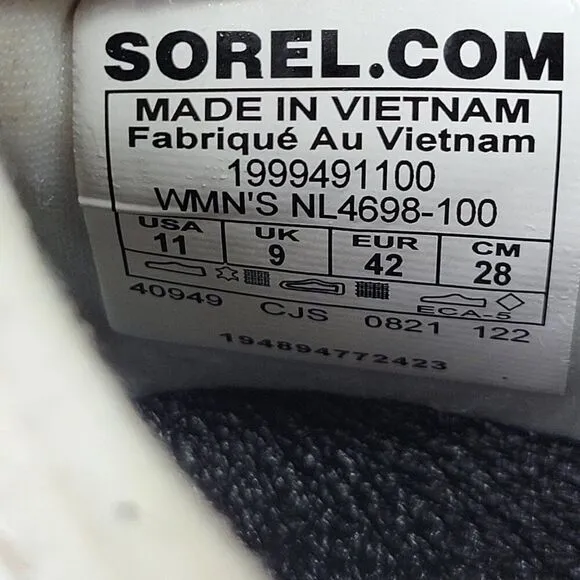 SOREL.COM
MADE IN VIETNAM
Fabriqué Au Vietnam
1999491100
WMN'S NL4698-100
USA UK EUR CM
11 9 42 28
ECA-5
40949 CJS 0821 122
194894772423